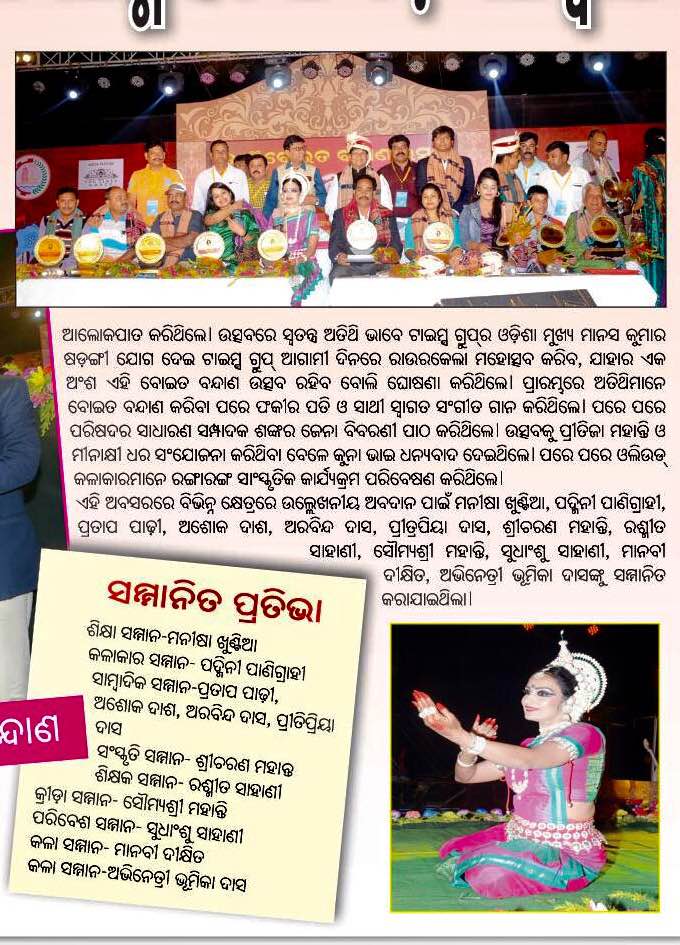 ଆଲୋକପାତ କରିଥିଲେ। ଉତ୍ସବରେ ସ୍ୱତନ୍ତ୍ର ଅତିଥି ଭାବେ ଟାଇମ୍ସ ଗ୍ରୁପ୍‌ର ଓଡ଼ିଶା ମୁଖ୍ୟ ମାନସ କୁମାର
ଷଡ଼ଙ୍ଗୀ ଯୋଗ ଦେଇ ଟାଇମ୍ସ ଗ୍ରୁପ୍ ଆଗାମୀ ଦିନରେ ରାଉରକେଲା ମହୋତ୍ସବ କରିବ, ଯାହାର ଏକ
ଅଂଶ ଏହି ବୋଇତ ବନ୍ଦାଣ ଉତ୍ସବ ରହିବ ବୋଲି ଘୋଷଣା କରିଥିଲେ। ପ୍ରାରମ୍ଭରେ ଅତିଥିମାନେ
ବୋଇତ ବନ୍ଦାଣ କରିବା ପରେ ଫକୀର ପତି ଓ ସାଥୀ ସ୍ୱାଗତ ସଂଗୀତ ଗାନ କରିଥିଲେ। ପରେ ପରେ
ପରିଷଦର ସାଧାରଣ ସମ୍ପାଦକ ଶଙ୍କର ଜେନା ବିବରଣୀ ପାଠ କରିଥିଲେ। ଉତ୍ସବକୁ ପ୍ରୀତିଜା ମହାନ୍ତି ଓ
ମୀନାକ୍ଷୀ ଧର ସଂଯୋଜନା କରିଥିବା ବେଳେ କୁନା ଭାଇ ଧନ୍ୟବାଦ ଦେଇଥିଲେ। ପରେ ପରେ ଓଲିଉଡ୍
କଳାକାରମାନେ ରଙ୍ଗାରଙ୍ଗ ସାଂସ୍କୃତିକ କାର୍ଯ୍ୟକ୍ରମ ପରିବେଷଣ କରିଥିଲେ।
ଏହି ଅବସରରେ ବିଭିନ୍ନ କ୍ଷେତ୍ରରେ ଉଲ୍ଲେଖନୀୟ ଅବଦାନ ପାଇଁ ମନୀଷା ଖୁଣ୍ଟିଆ, ପଦ୍ମିନୀ ପାଣିଗ୍ରାହୀ,
ପ୍ରତାପ ପାଢ଼ୀ, ଅଶୋକ ଦାଶ, ଅରବିନ୍ଦ ଦାସ, ପ୍ରୀତ୍ରପିୟା ଦାସ, ଶ୍ରୀଚରଣ ମହାନ୍ତି, ରଶ୍ମୀତ
ସାହାଣୀ, ସୌମ୍ୟଶ୍ରୀ ମହାନ୍ତି, ସୁଧାଂଶୁ ସାହାଣୀ, ମାନବୀ
ଦୀକ୍ଷିତ, ଅଭିନେତ୍ରୀ ଭୂମିକା ଦାସଙ୍କୁ ସମ୍ମାନିତ
କରାଯାଇଥିଲା।
ସମ୍ମାନିତ ପ୍ରତିଭା
ଶିକ୍ଷା ସମ୍ମାନ-ମନୀଷା ଖୁଣ୍ଟିଆ
କଳାକାର ସମ୍ମାନ- ପଦ୍ମିନୀ ପାଣିଗ୍ରାହୀ
ସାମ୍ବାଦିକ ସମ୍ମାନ-ପ୍ରତାପ ପାଢ଼ୀ,
ଅଶୋକ ଦାଶ, ଅରବିନ୍ଦ ଦାସ, ପ୍ରୀତିପ୍ରିୟା
ଦାସ
ସଂସ୍କୃତି ସମ୍ମାନ- ଶ୍ରୀଚରଣ ମହାନ୍ତ
ଶିକ୍ଷକ ସମ୍ମାନ- ରଶ୍ମୀତ ସାହାଣୀ
କ୍ରୀଡ଼ା ସମ୍ମାନ- ସୌମ୍ୟଶ୍ରୀ ମହାନ୍ତି
ପରିବେଶ ସମ୍ମାନ- ସୁଧାଂଶୁ ସାହାଣୀ
କଳା ସମ୍ମାନ- ମାନବୀ ଦୀକ୍ଷିତ
କଳା ସମ୍ମାନ-ଅଭିନେତ୍ରୀ ଭୂମିକା ଦାସ